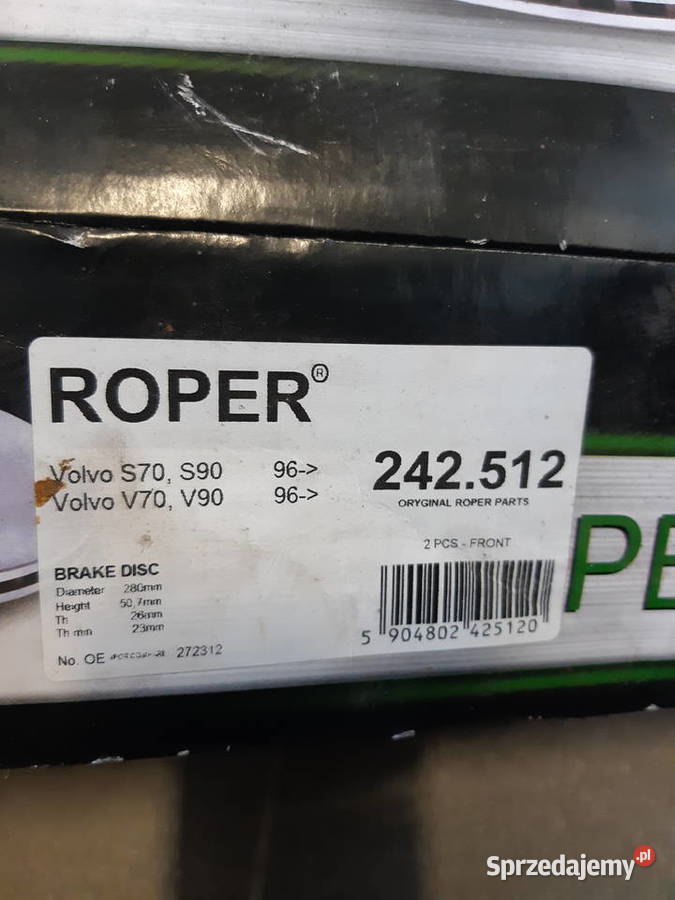 ROPER®
Volvo S70, S90 96->
Volvo V70, V90 96->
242.512
ORYGINAL ROPER PARTS
2 PCS - FRONT
BRAKE DISC
Diameter 280mm
Height 50,7mm
Th 26mm
Th min 23mm
No. OE 272312
5 904802 425120
PE
Sprzedajemy.pl